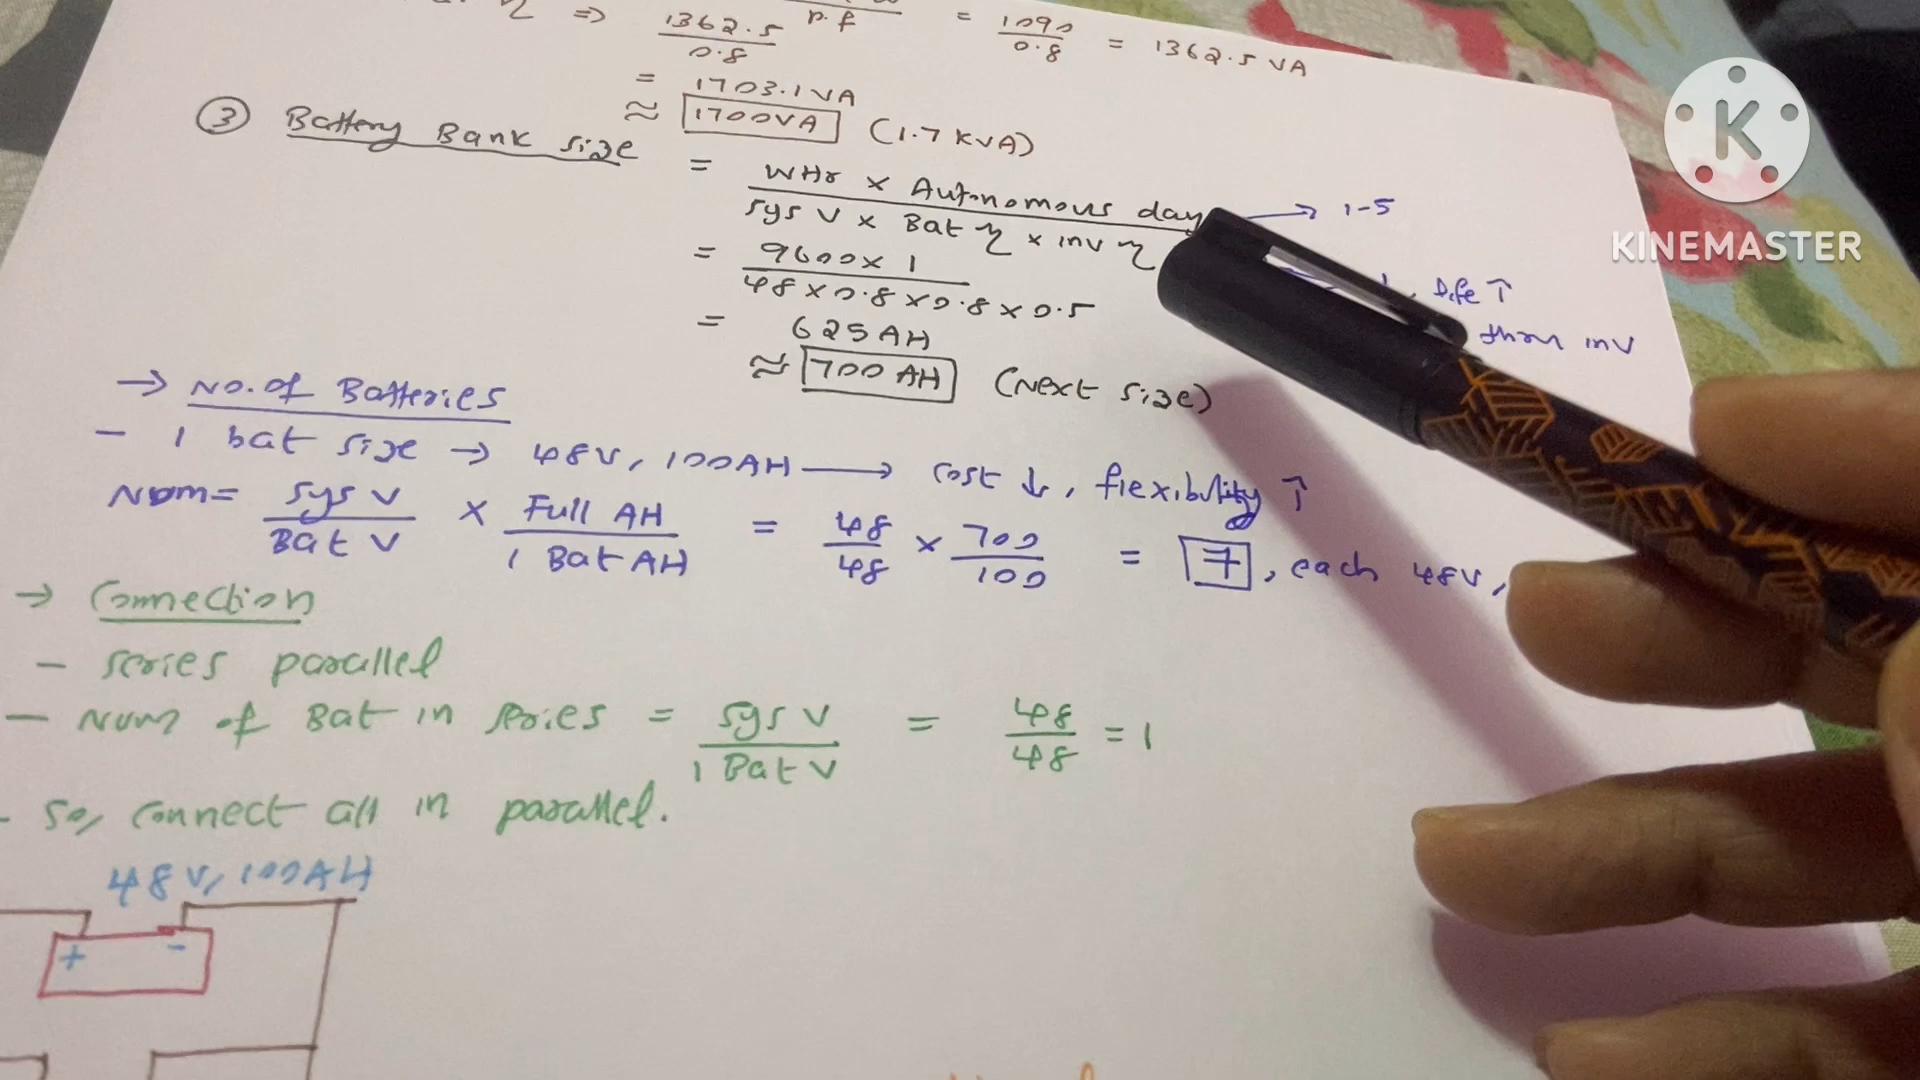 η ⇒ 1362.5 / 0.8 p.f = 1090 / 0.8 = 1362.5 VA
= 1703.1 VA
≈ 1700VA (1.7 KVA)
③ Battery Bank size = WHr × Autonomous day / Sys V × Bat η × inv η → 1-5
= 9600 × 1 / 48 × 0.8 × 0.8 × 0.5
life ↑
than inv
= 625 AH
≈ 700 AH (Next size)
→ No. of Batteries
- 1 bat size → 48V, 100AH → cost ↓, flexibility ↑
Num = Sys V / Bat V × Full AH / 1 Bat AH = 48 / 48 × 700 / 100 = 7, each 48V,
→ Connection
- series parallel
- Num of Bat in series = Sys V / 1 Bat V = 48 / 48 = 1
- So, connect all in parallel.
48 V, 100AH
+ -
K
KINEMASTER